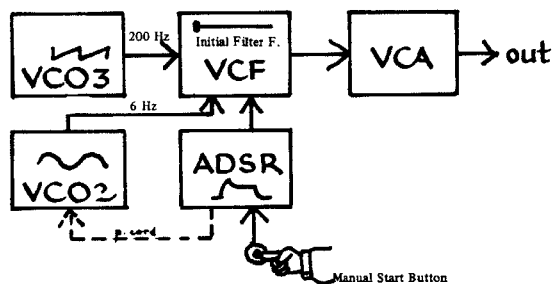 200 Hz
Initial Filter F.
VCO3
VCF
VCA
out
6 Hz
VCO2
ADSR
p. cord
Manual Start Button